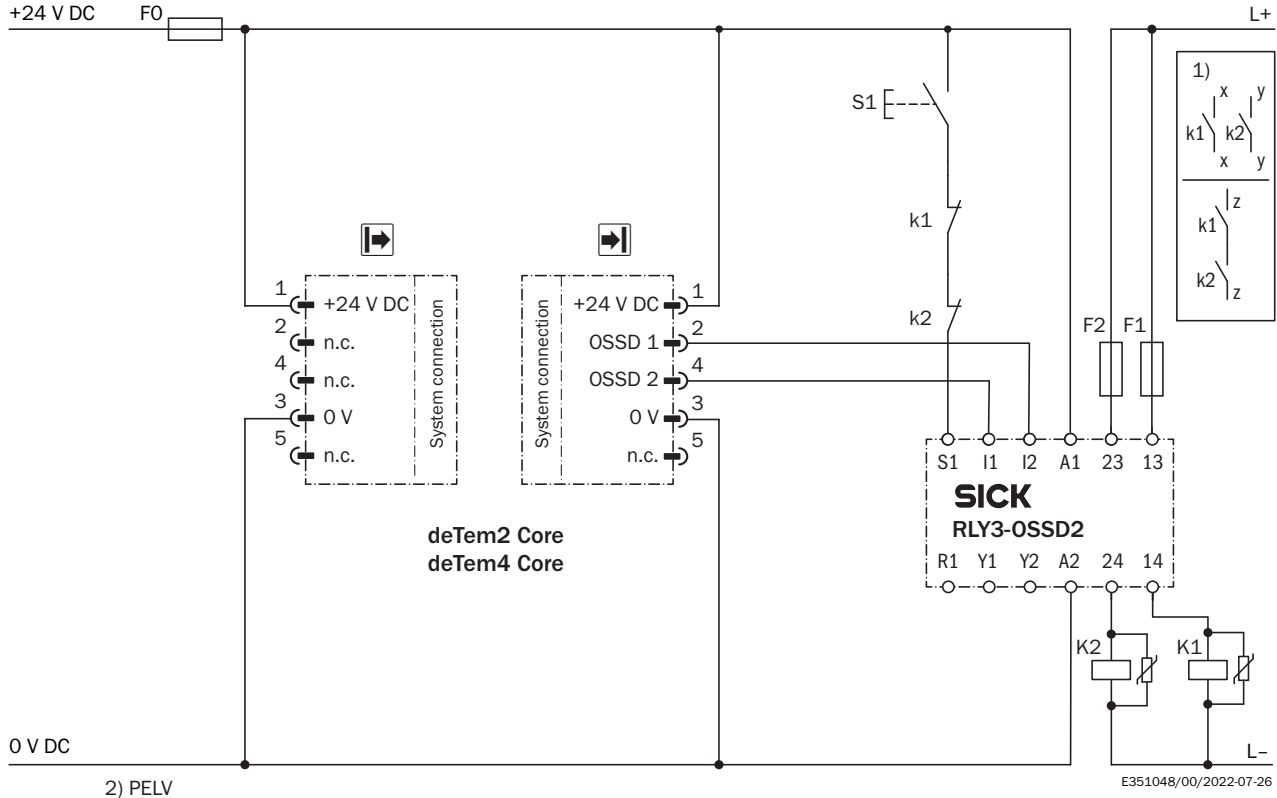 +24 V DC
F0
L+
1)
x
y
k1
k2
x
y
z
k1
k2
z
S1
k1
k2
F2
F1
1
+24 V DC
2
n.c.
4
n.c.
3
0 V
5
n.c.
System connection
System connection
+24 V DC
1
OSSD 1
2
OSSD 2
4
0 V
3
n.c.
5
deTem2 Core
deTem4 Core
S1 I1 I2 A1 23 13
SICK
RLY3-OSSD2
R1 Y1 Y2 A2 24 14
K2
K1
0 V DC
L–
2) PELV
E351048/00/2022-07-26